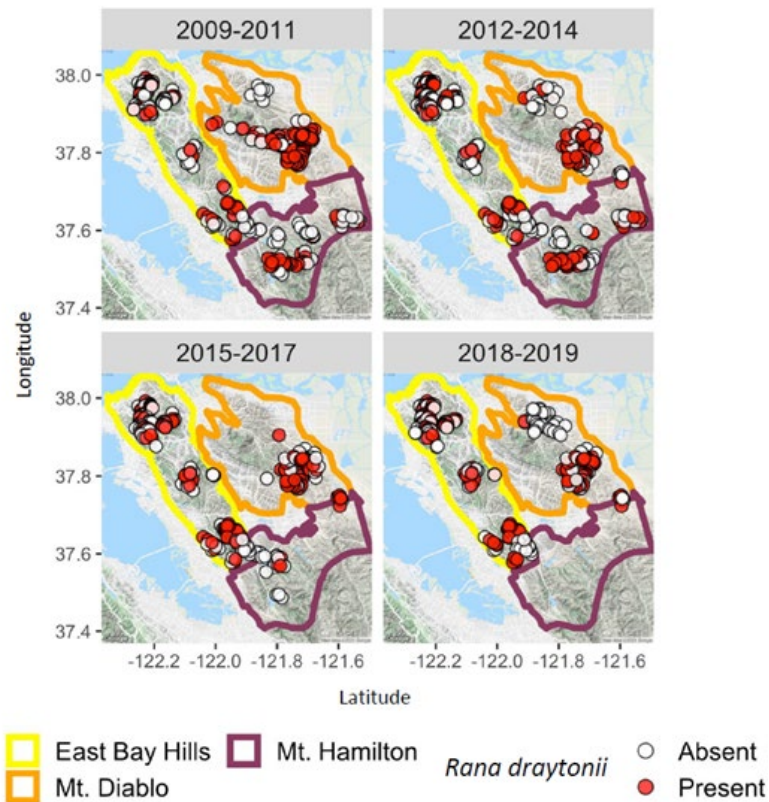 2009-2011 2012-2014
38.0
37.8
37.6
37.4
Longitude
2015-2017 2018-2019
38.0
37.8
37.6
37.4
-122.2 -122.0 -121.8 -121.6 -122.2 -122.0 -121.8 -121.6
Latitude
East Bay Hills Mt. Hamilton Rana draytonii Absent
Mt. Diablo Present